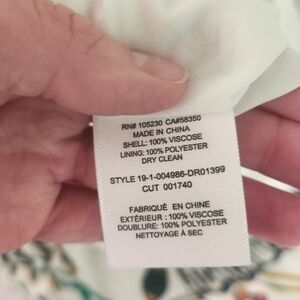 RN# 105230 CA#58350
MADE IN CHINA
SHELL: 100% VISCOSE
LINING: 100% POLYESTER
DRY CLEAN
STYLE 19-1-004986-DR01399
CUT 001740
FABRIQUÉ EN CHINE
EXTÉRIEUR : 100% VISCOSE
DOUBLURE: 100% POLYESTER
NETTOYAGE À SEC